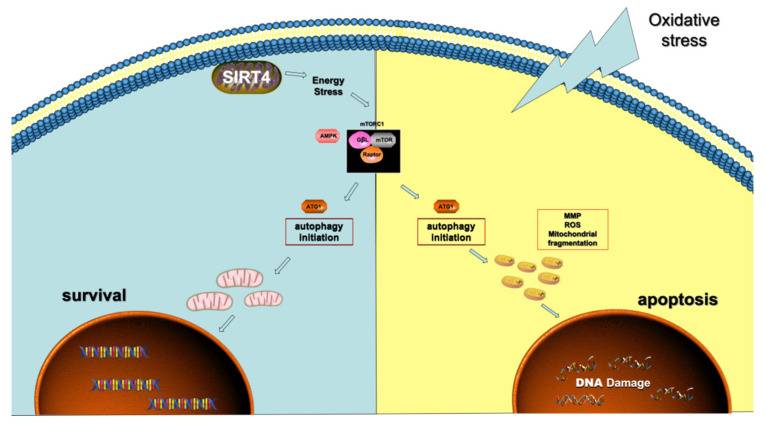 Oxidative
stress
SIRT4
Energy
Stress
mTORC1
AMPK
GβL
mTOR
Raptor
ATG1
autophagy
initiation
ATG1
autophagy
initiation
MMP
ROS
Mitochondrial
fragmentation
survival
apoptosis
DNA Damage